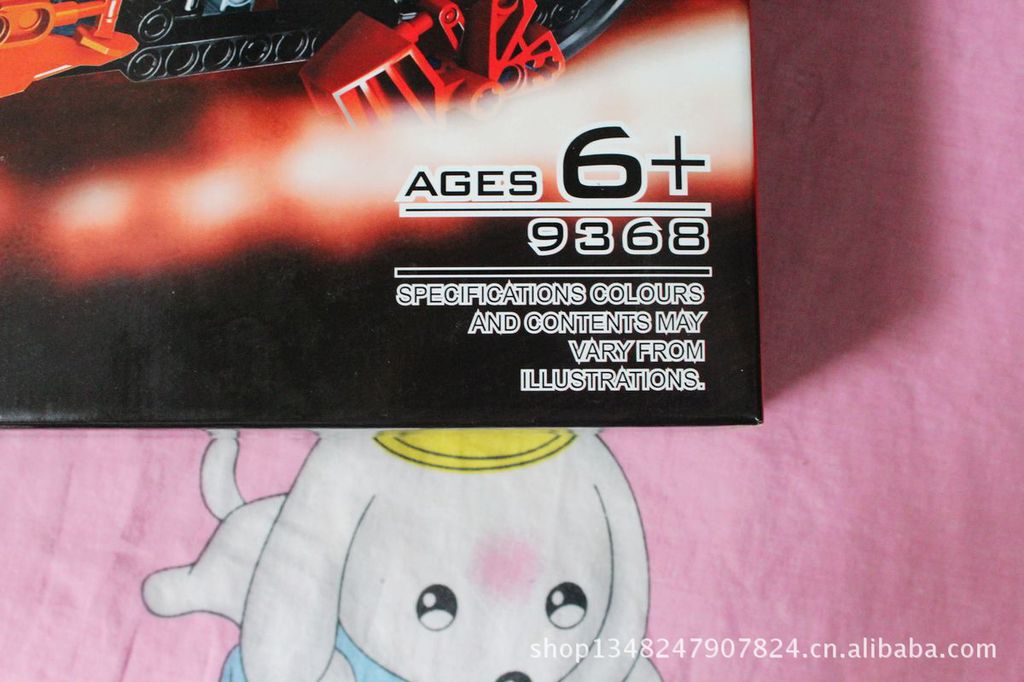 AGES 6+
9368
SPECIFICATIONS COLOURS
AND CONTENTS MAY
VARY FROM
ILLUSTRATIONS.
shop1348247907824.cn.alibaba.com